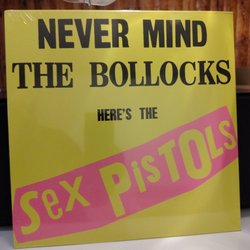 NEVER MIND
THE BOLLOCKS
HERE'S THE
Sex PiSTOLS